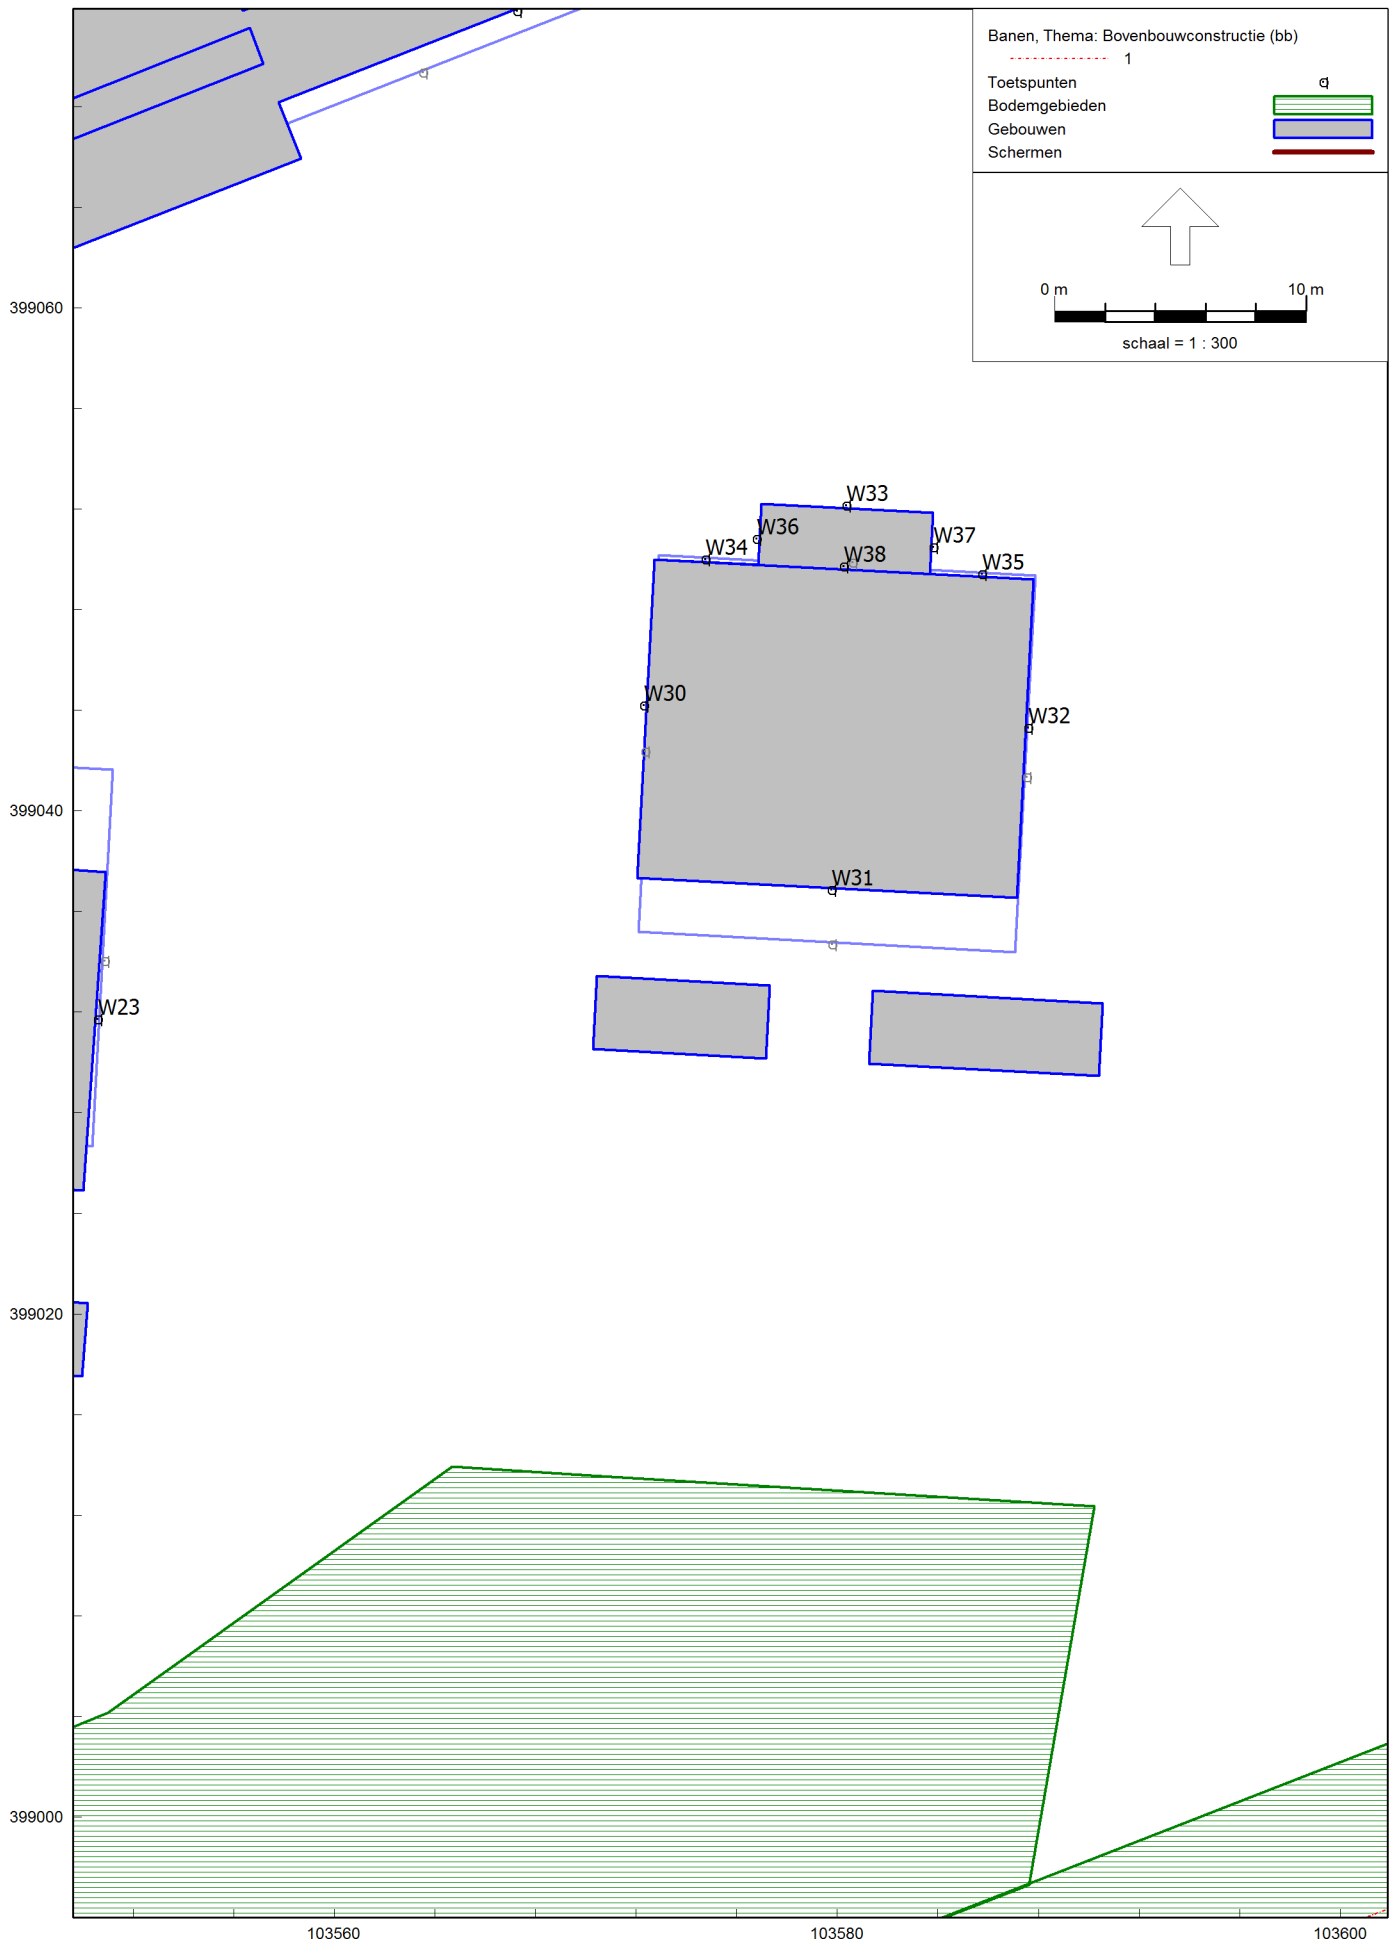 Banen, Thema: Bovenbouwconstructie (bb)
1
Toetspunten
Bodemgebieden
Gebouwen
Schermen
0 m 10 m
schaal = 1 : 300
399060
W33
W36
W37
W34
W38
W35
W30
W32
399040
W31
W23
399020
399000
103560 103580 103600